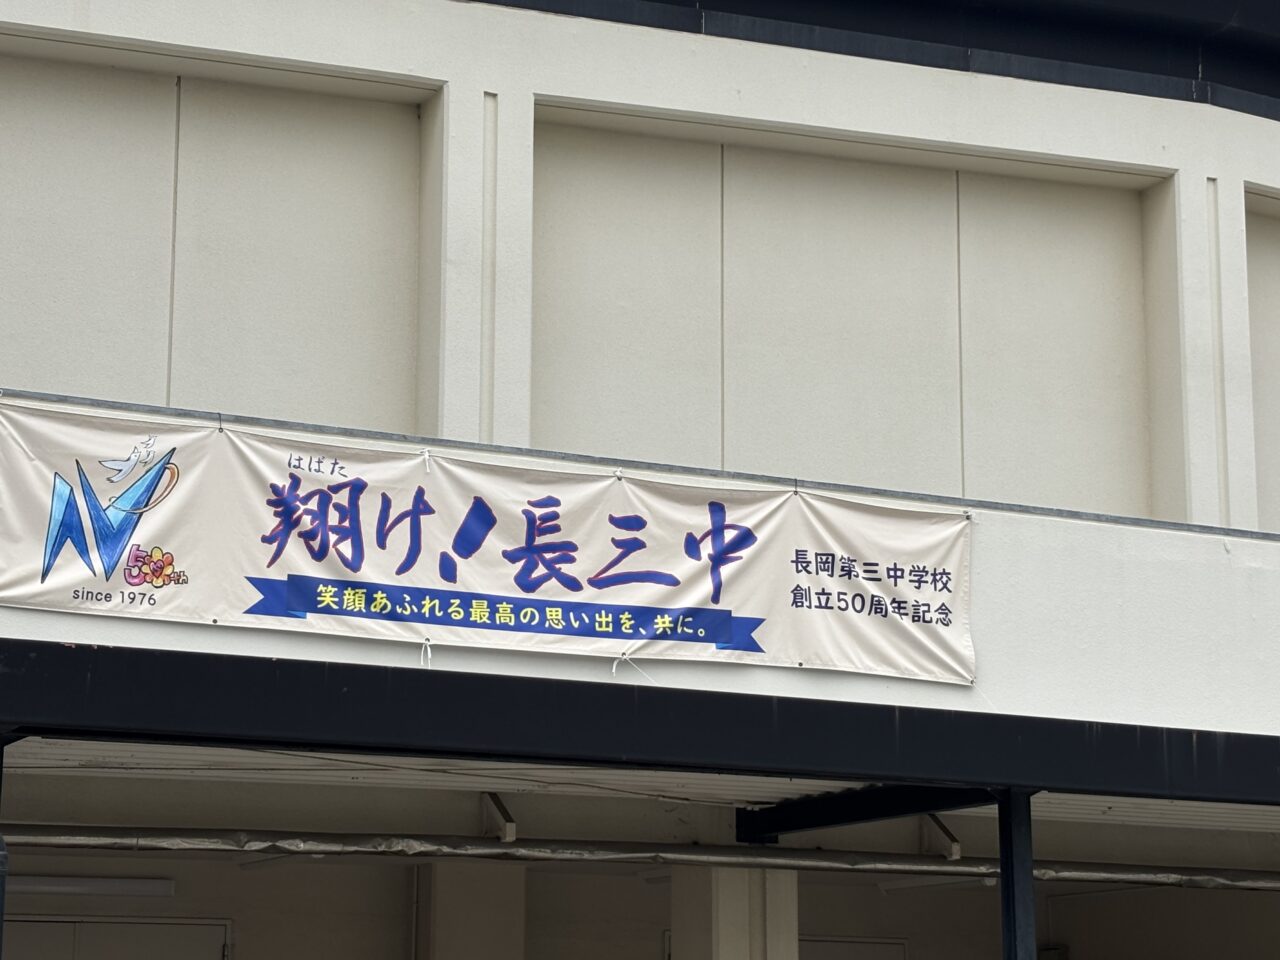 50th
since 1976
はばた
翔け!長三中
笑顔あふれる最高の思い出を、共に。
長岡第三中学校
創立50周年記念